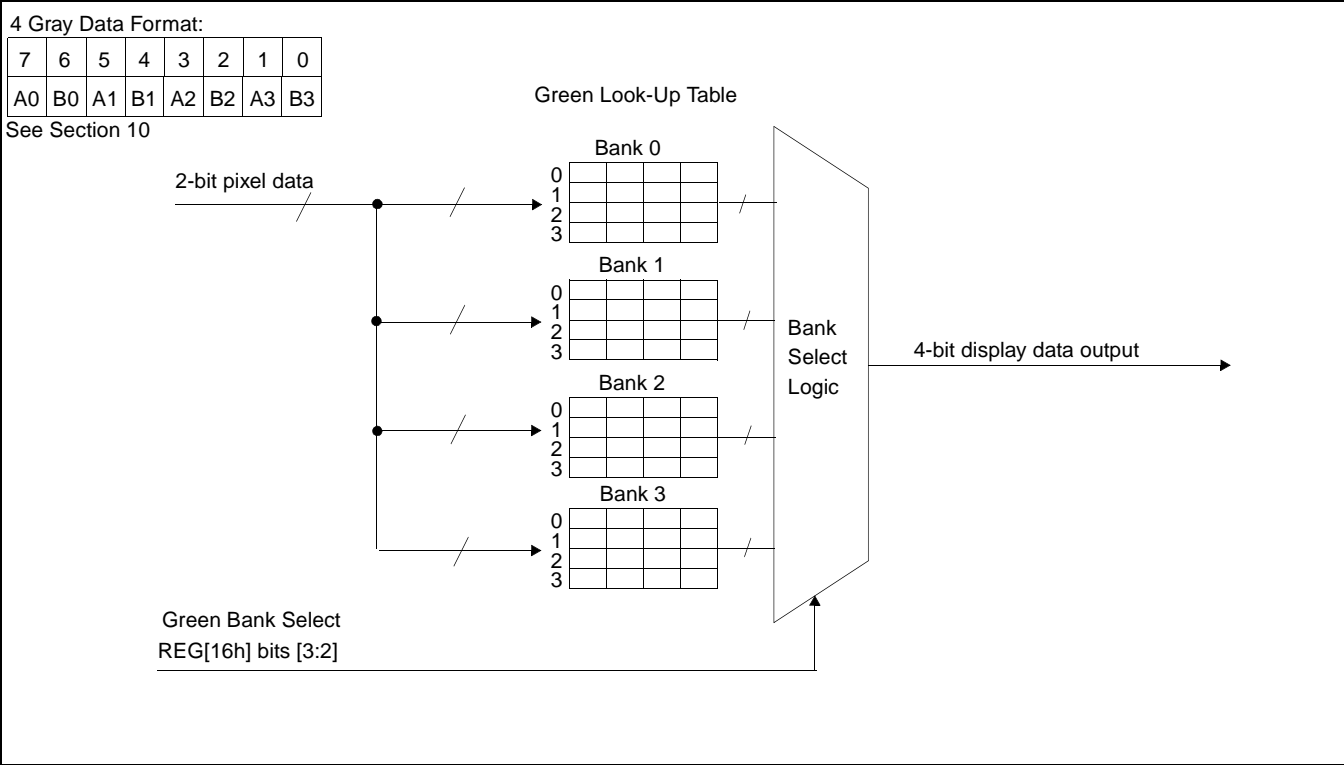 4 Gray Data Format:
7 6 5 4 3 2 1 0
A0 B0 A1 B1 A2 B2 A3 B3
See Section 10
Green Look-Up Table
2-bit pixel data
Bank 0
0
1
2
3
Bank 1
0
1
2
3
Bank 2
0
1
2
3
Bank 3
0
1
2
3
Bank
Select
Logic
4-bit display data output
Green Bank Select
REG[16h] bits [3:2]